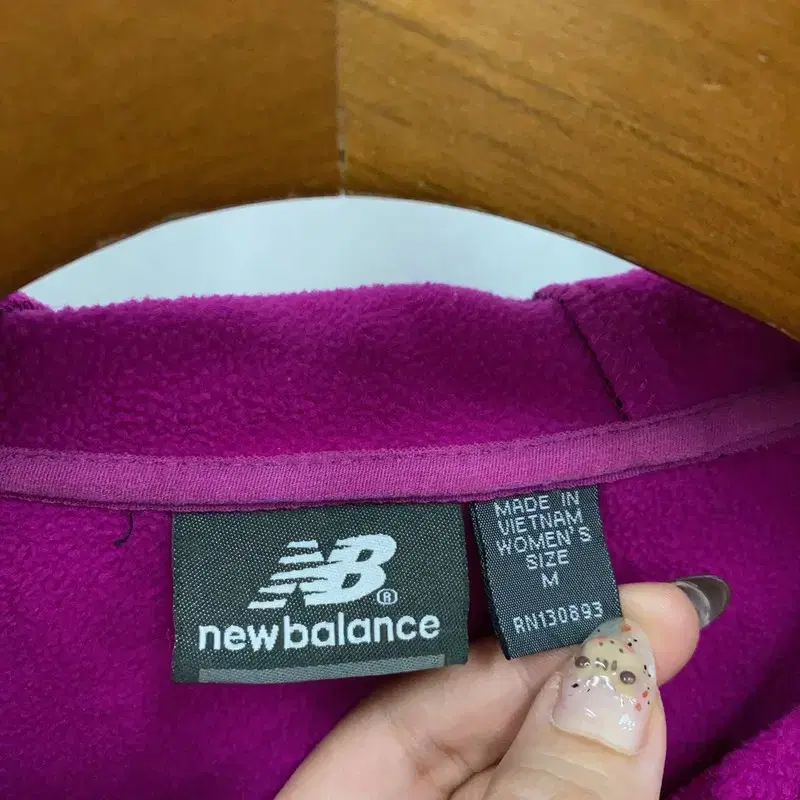 NB®
newbalance
MADE IN
VIETNAM
WOMEN'S
SIZE
M
RN130893